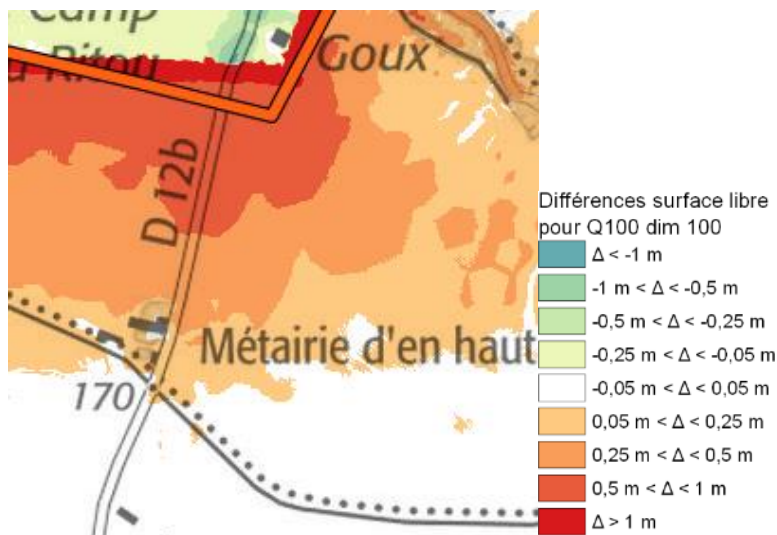 Camp
Ritou
Goux
D 12b
Métairie d'en haut
170
Différences surface libre
pour Q100 dim 100
Δ < -1 m
-1 m < Δ < -0,5 m
-0,5 m < Δ < -0,25 m
-0,25 m < Δ < -0,05 m
-0,05 m < Δ < 0,05 m
0,05 m < Δ < 0,25 m
0,25 m < Δ < 0,5 m
0,5 m < Δ < 1 m
Δ > 1 m